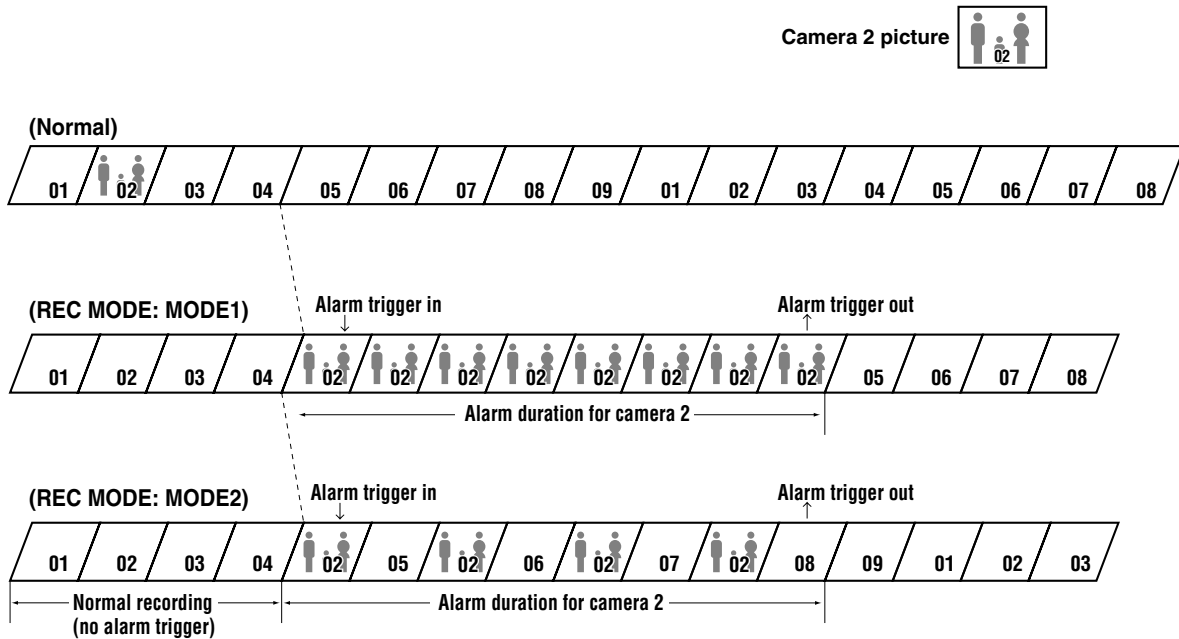 Camera 2 picture
02
(Normal)
01 02 03 04 05 06 07 08 09 01 02 03 04 05 06 07 08
Alarm trigger in
Alarm trigger out
(REC MODE: MODE1)
01 02 03 04 02 02 02 02 02 02 02 02 05 06 07 08
Alarm duration for camera 2
Alarm trigger in
Alarm trigger out
(REC MODE: MODE2)
01 02 03 04 02 05 02 06 02 07 02 08 09 01 02 03
Normal recording
(no alarm trigger)
Alarm duration for camera 2